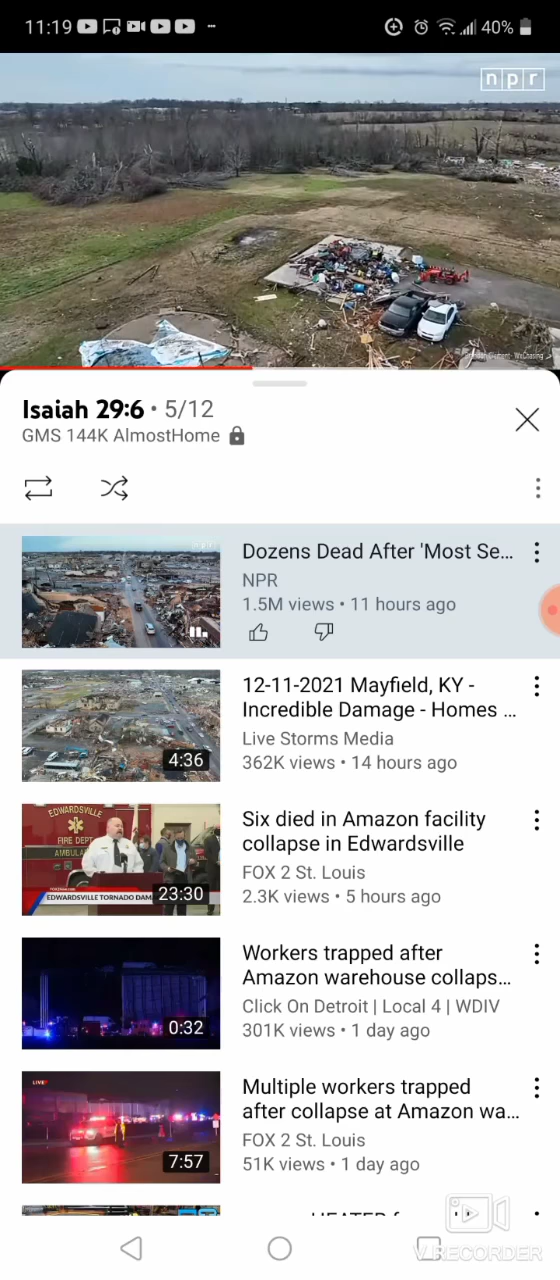 11:19
40%
npr
Isaiah 29:6 • 5/12
GMS 144K AlmostHome
Dozens Dead After 'Most Se...
NPR
1.5M views • 11 hours ago
12-11-2021 Mayfield, KY -
Incredible Damage - Homes ...
Live Storms Media
362K views • 14 hours ago
4:36
Six died in Amazon facility
collapse in Edwardsville
FOX 2 St. Louis
2.3K views • 5 hours ago
EDWARDSVILLE
FIRE DEPT
AMBULAN
EDWARDSVILLE TORNADO DAM
23:30
Workers trapped after
Amazon warehouse collaps...
Click On Detroit | Local 4 | WDIV
301K views • 1 day ago
0:32
Multiple workers trapped
after collapse at Amazon wa...
FOX 2 St. Louis
51K views • 1 day ago
LIVE
7:57
V RECORDER